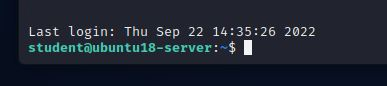 Last login: Thu Sep 22 14:35:26 2022
student@ubuntu18-server:~$